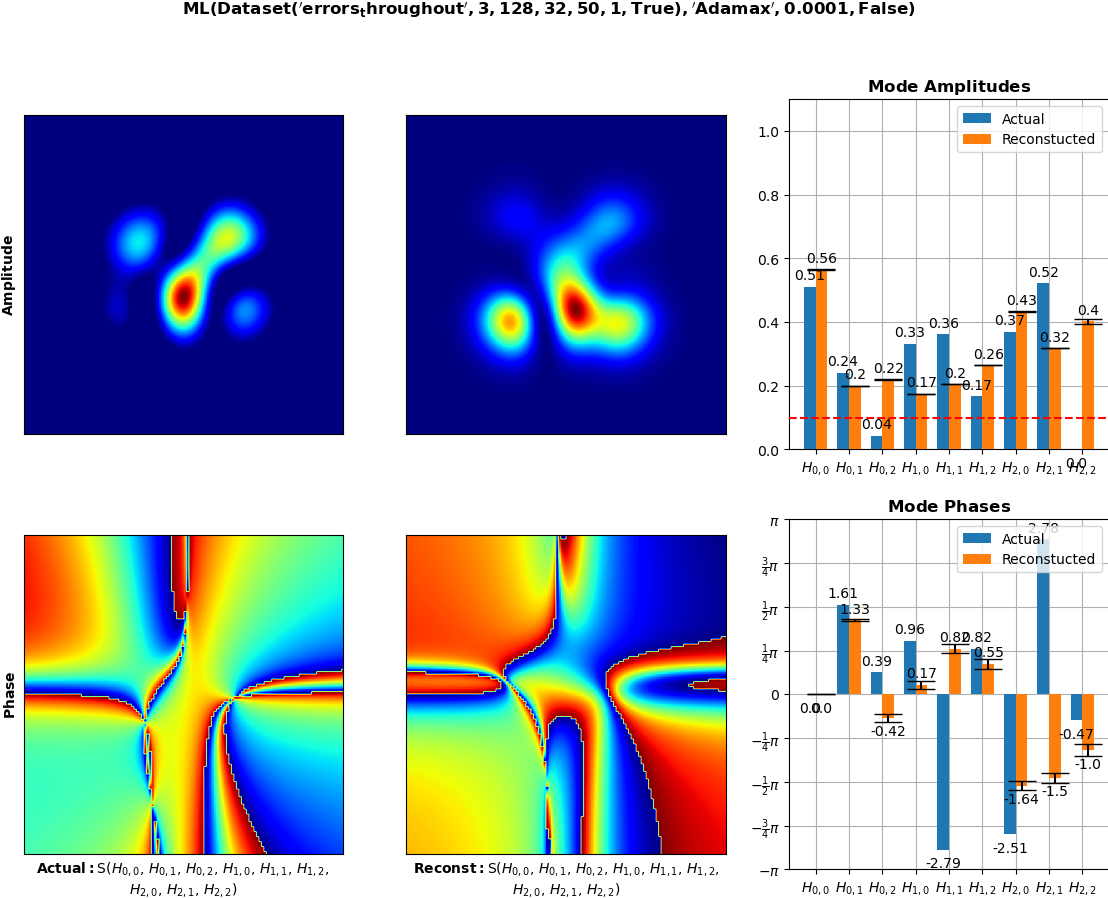 ML(Dataset('errors_throughout', 3, 128, 32, 50, 1, True), 'Adamax', 0.0001, False)
Amplitude
Mode Amplitudes
Actual
Reconstucted
1.0
0.8
0.6
0.4
0.2
0.0
0.51 0.56
0.24 0.2
0.04 0.22
0.33 0.17
0.36 0.2
0.17 0.26
0.37 0.43
0.52 0.32
0.0 0.4
H0,0 H0,1 H0,2 H1,0 H1,1 H1,2 H2,0 H2,1 H2,2
Phase
Actual: S(H0,0, H0,1, H0,2, H1,0, H1,1, H1,2,
H2,0, H2,1, H2,2)
Reconst: S(H0,0, H0,1, H0,2, H1,0, H1,1, H1,2,
H2,0, H2,1, H2,2)
Mode Phases
Actual
Reconstucted
π
3/4π
1/2π
1/4π
0
−1/4π
−1/2π
−3/4π
−π
0.0 0.0
1.61 1.33
0.39 -0.42
0.96 0.17
-2.79 0.82
0.82 0.55
-2.51 -1.64
2.78 -1.5
-0.47 -1.0
H0,0 H0,1 H0,2 H1,0 H1,1 H1,2 H2,0 H2,1 H2,2